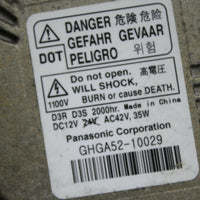 DANGER 危険 危险
GEFAHR GEVAAR
DOT PELIGRO 위험
Do not open. 高電圧
WILL SHOCK,
1100V BURN or cause DEATH.
D3R D3S 2000hr. Made in China
DC12V 24V AC42V, 35W
Panasonic Corporation
GHGA52-10029